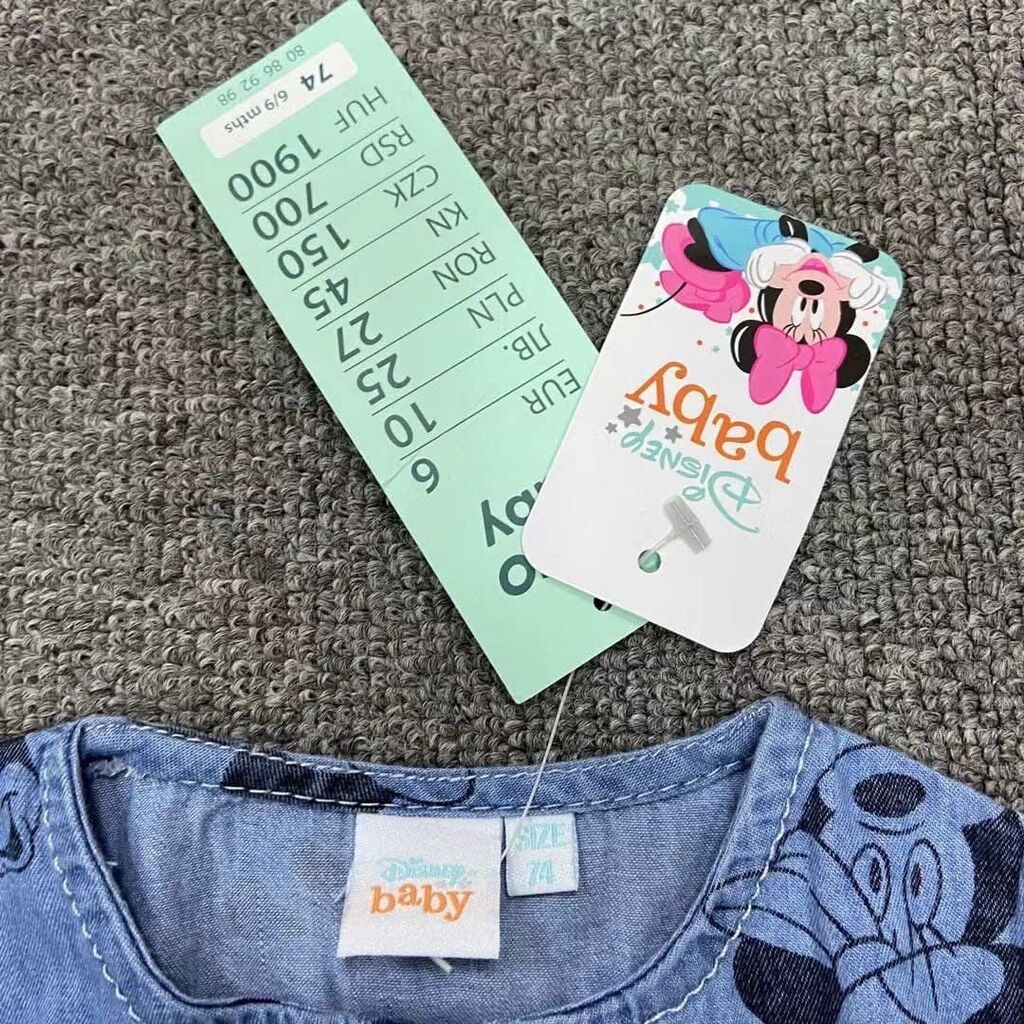 EUR 6
ЛВ. 10
PLN 25
RON 27
KN 45
CZK 150
RSD 700
HUF 1900
74 6/9 mths
80 86 92 98
Disney
baby
Disney
baby
SIZE
74